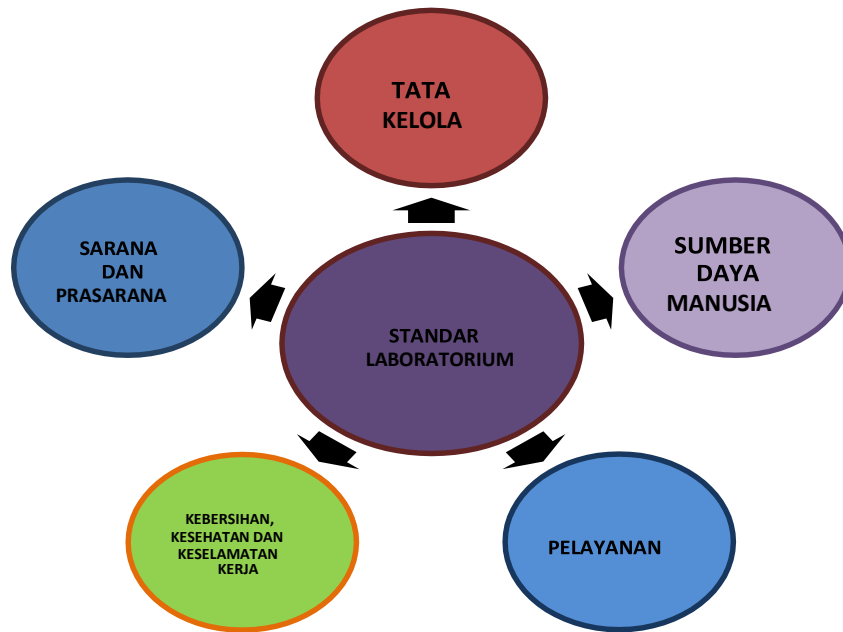 TATA
KELOLA
SARANA
DAN
PRASARANA
SUMBER
DAYA
MANUSIA
STANDAR
LABORATORIUM
KEBERSIHAN,
KESEHATAN DAN
KESELAMATAN
KERJA
PELAYANAN